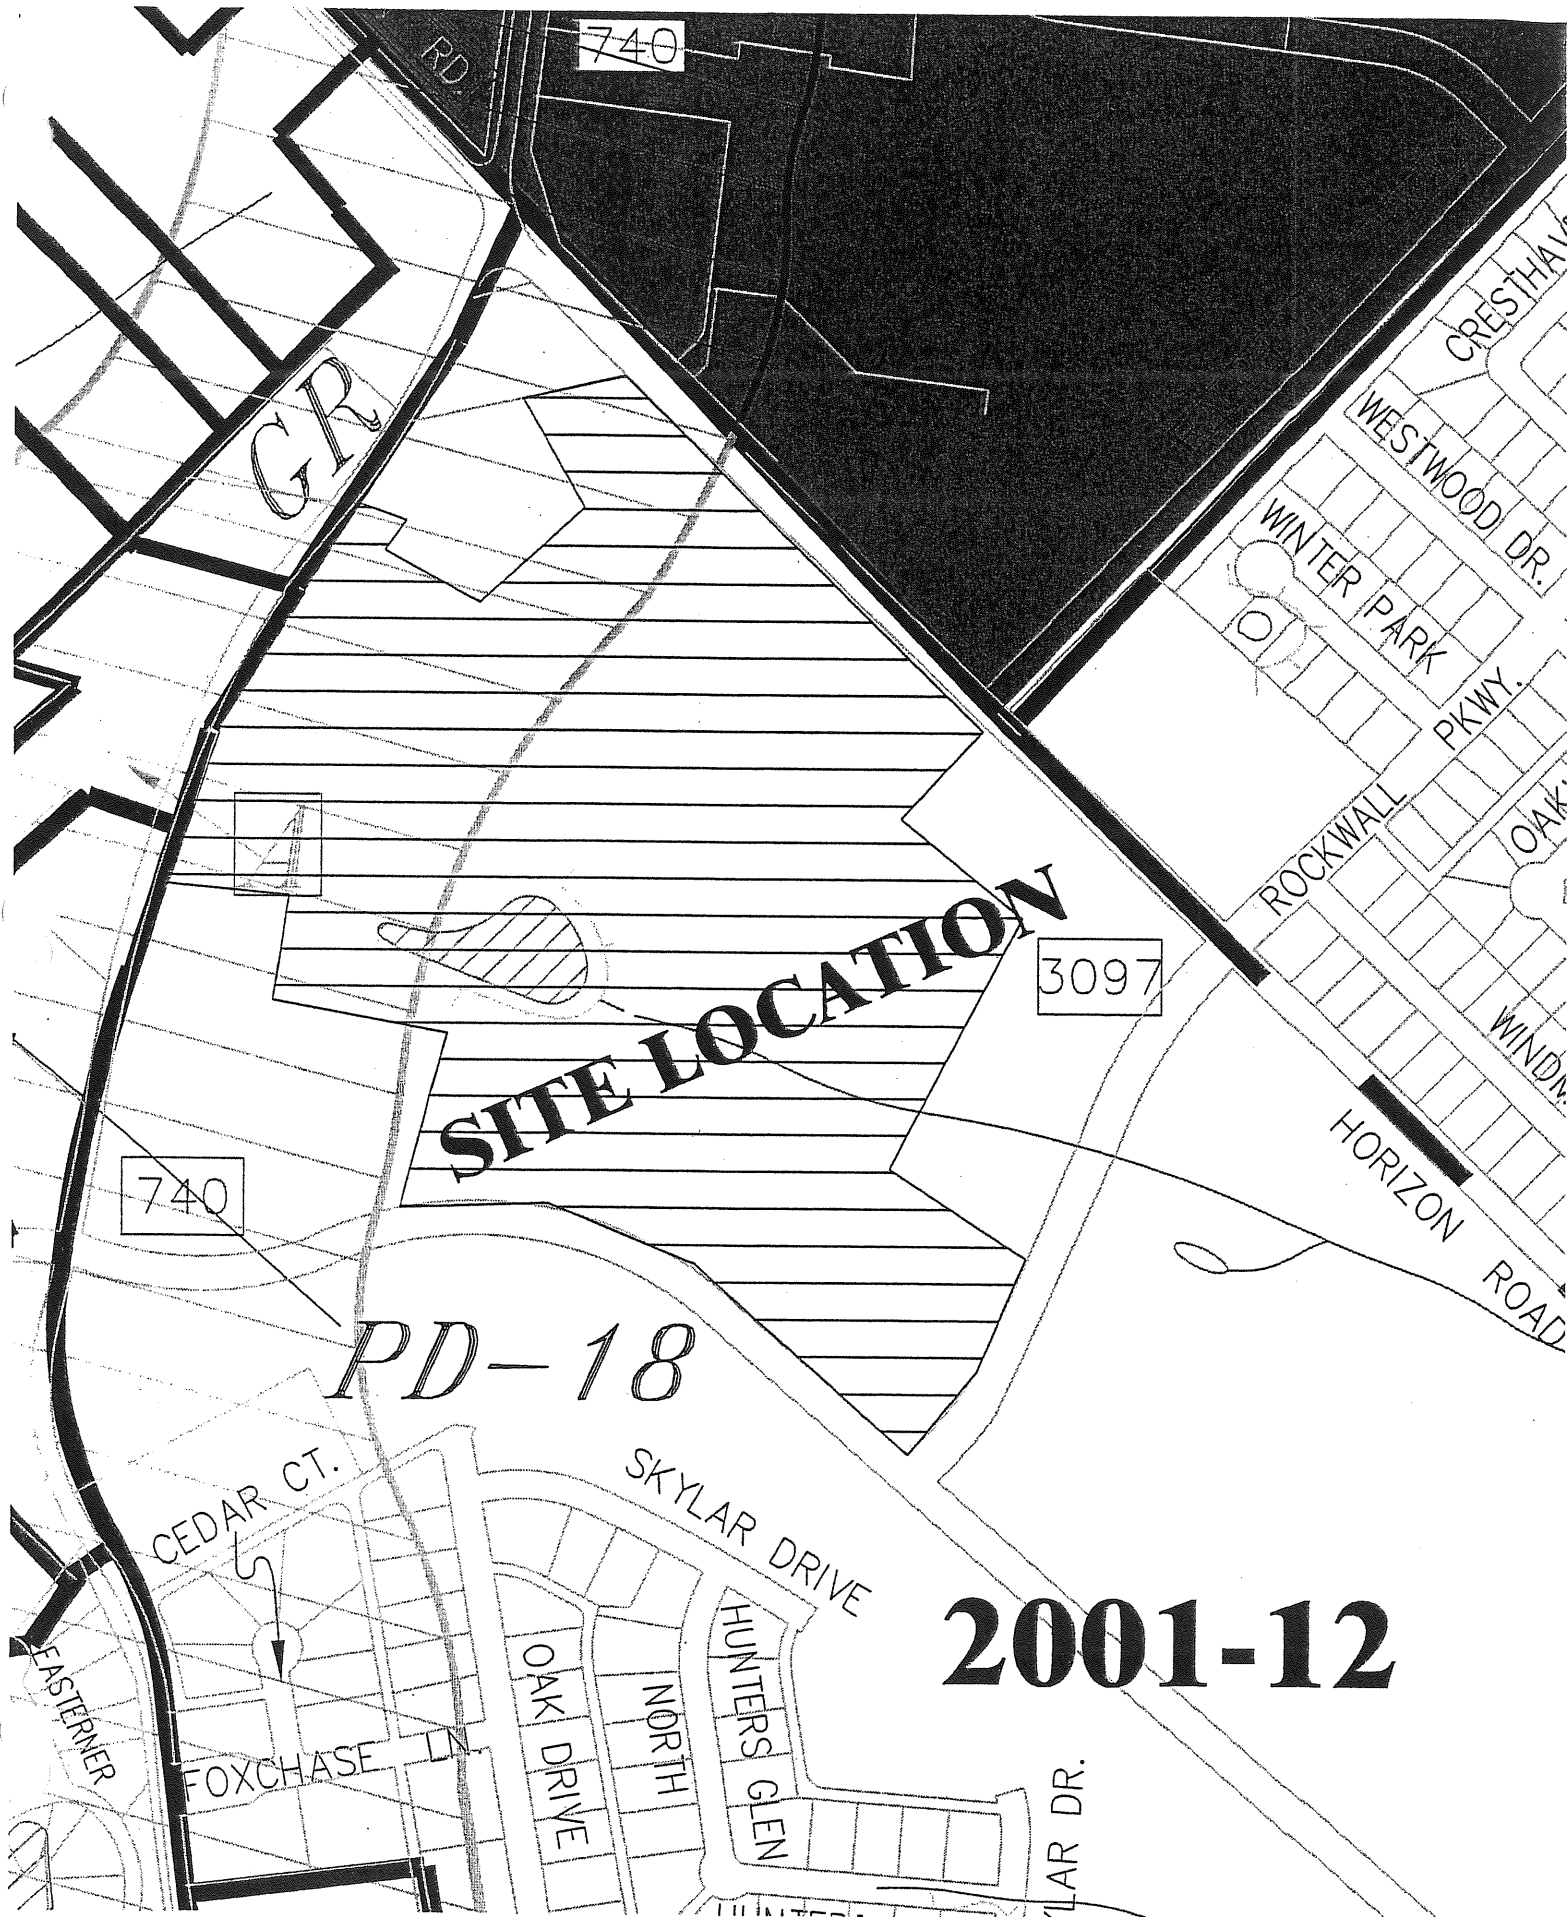 RD.
740
GR
CRESTHAV
WESTWOOD DR.
WINTER PARK
PKWY.
ROCKWALL
OAK
A
SITE LOCATION
3097
WINDM
HORIZON ROAD
740
PD-18
CEDAR CT.
SKYLAR DRIVE
2001-12
EASTERNER
FOXCHASE LN.
OAK DRIVE
NORTH
HUNTERS GLEN
LAR DR.
HUNTER